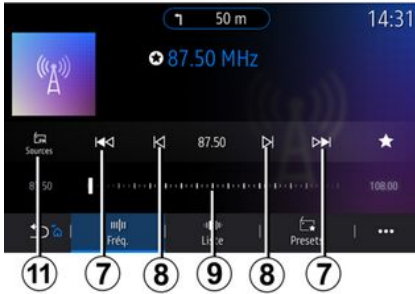 50 m
14:31
87.50 MHz
Sources
87.50
87.50
108.00
Fréq.
Liste
Presets
11 7 8 9 8 7